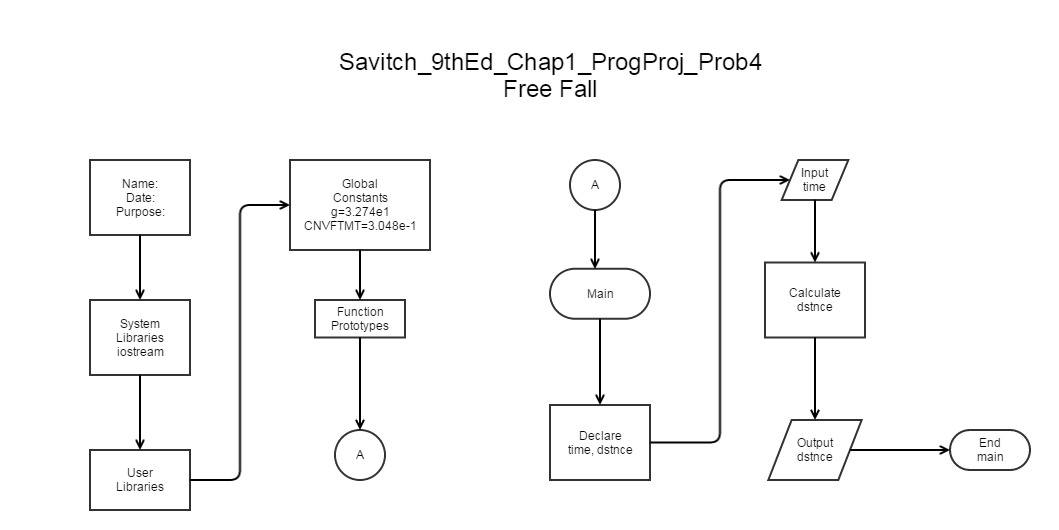 Savitch_9thEd_Chap1_ProgProj_Prob4
Free Fall
Name:
Date:
Purpose:
System
Libraries
iostream
User
Libraries
Global
Constants
g=3.274e1
CNVFTMT=3.048e-1
Function
Prototypes
A
A
Main
Declare
time, dstnce
Input
time
Calculate
dstnce
Output
dstnce
End
main